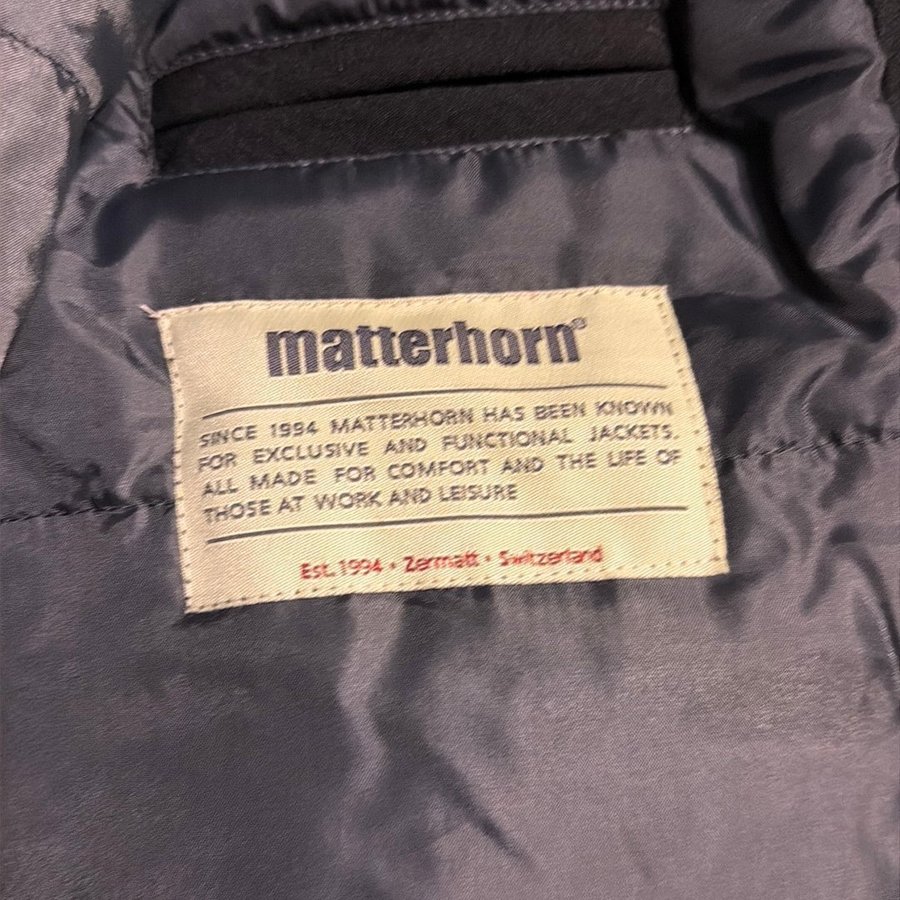 matterhorn®
SINCE 1994 MATTERHORN HAS BEEN KNOWN
FOR EXCLUSIVE AND FUNCTIONAL JACKETS.
ALL MADE FOR COMFORT AND THE LIFE OF
THOSE AT WORK AND LEISURE
Est. 1994 • Zermatt • Switzerland